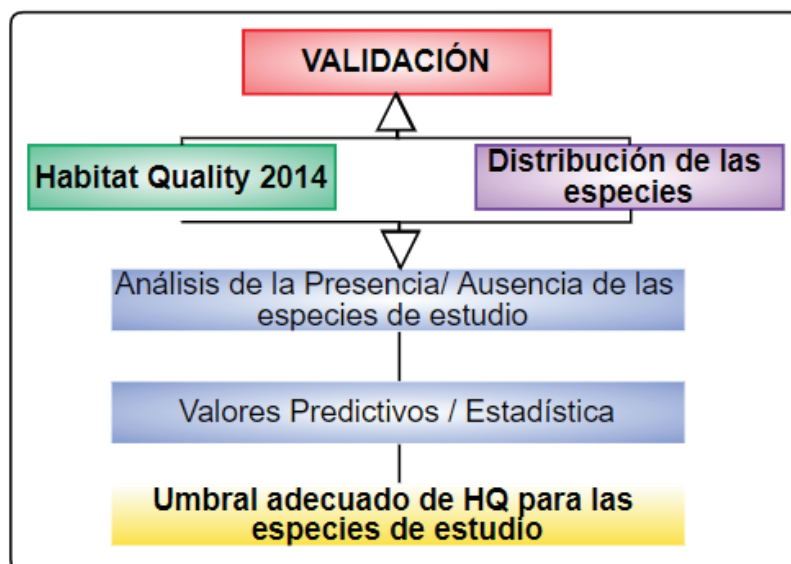 VALIDACIÓN
Habitat Quality 2014
Distribución de las
especies
Análisis de la Presencia/ Ausencia de las
especies de estudio
Valores Predictivos / Estadística
Umbral adecuado de HQ para las
especies de estudio